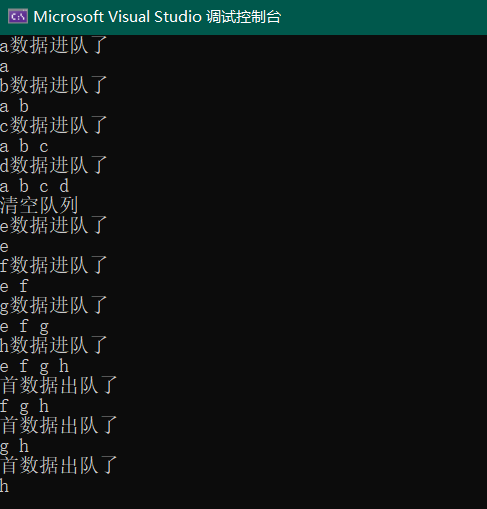 Microsoft Visual Studio 调试控制台
a数据进队了
a
b数据进队了
a b
c数据进队了
a b c
d数据进队了
a b c d
清空队列
e数据进队了
e
f数据进队了
e f
g数据进队了
e f g
h数据进队了
e f g h
首数据出队了
f g h
首数据出队了
g h
首数据出队了
h